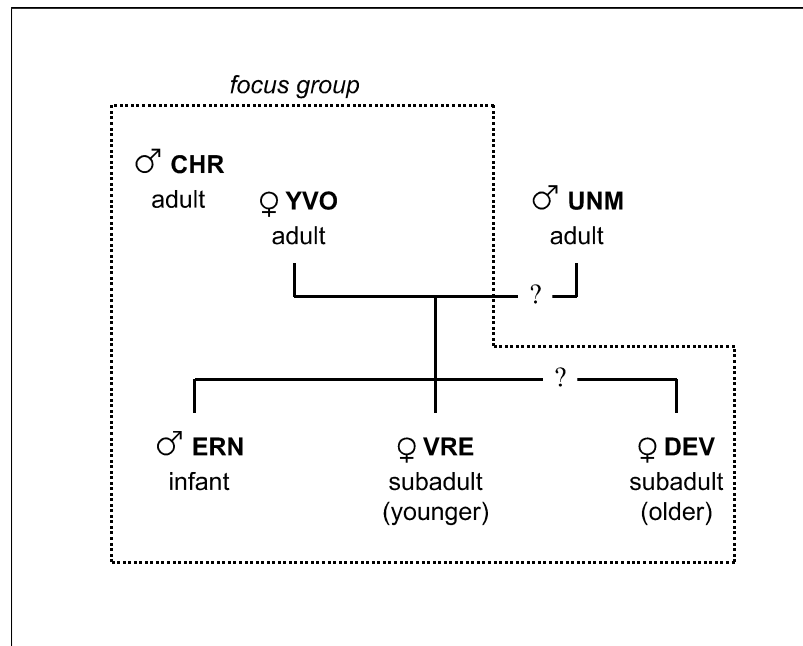 focus group
♂ CHR
adult
♀ YVO
adult
♂ UNM
adult
?
?
♂ ERN
infant
♀ VRE
subadult
(younger)
♀ DEV
subadult
(older)